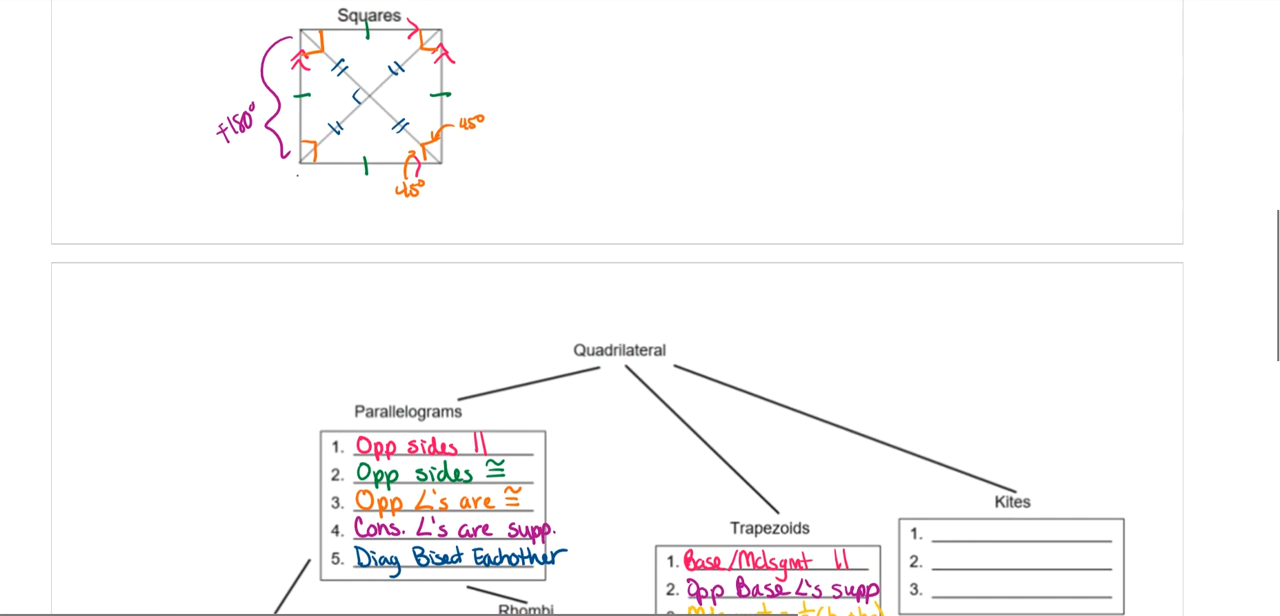 Squares
+180°
45°
45°
Quadrilateral
Parallelograms
1. Opp sides ||
2. Opp sides ≅
3. Opp ∠'s are ≅
4. Cons. ∠'s are supp.
5. Diag Bisect Eachother
Rhombi
Trapezoids
1. Base/Mdsgmt ||
2. Opp Base ∠'s supp
Kites
1.
2.
3.